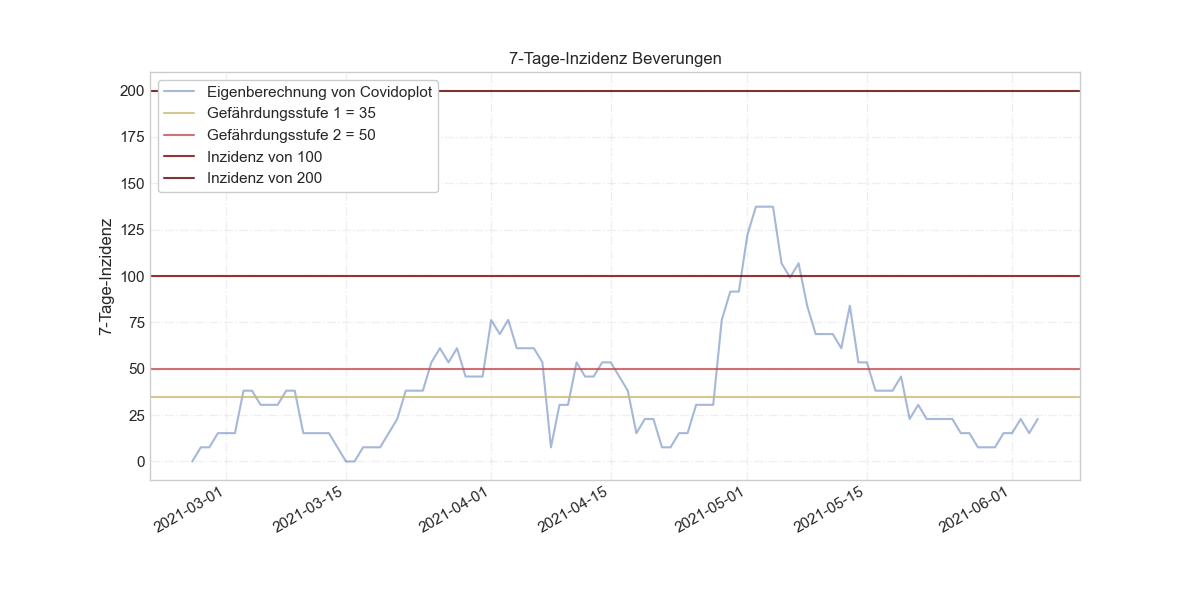 7-Tage-Inzidenz Beverungen
Eigenberechnung von Covidoplot
Gefährdungsstufe 1 = 35
Gefährdungsstufe 2 = 50
Inzidenz von 100
Inzidenz von 200
7-Tage-Inzidenz
200
175
150
125
100
75
50
25
0
2021-03-01
2021-03-15
2021-04-01
2021-04-15
2021-05-01
2021-05-15
2021-06-01